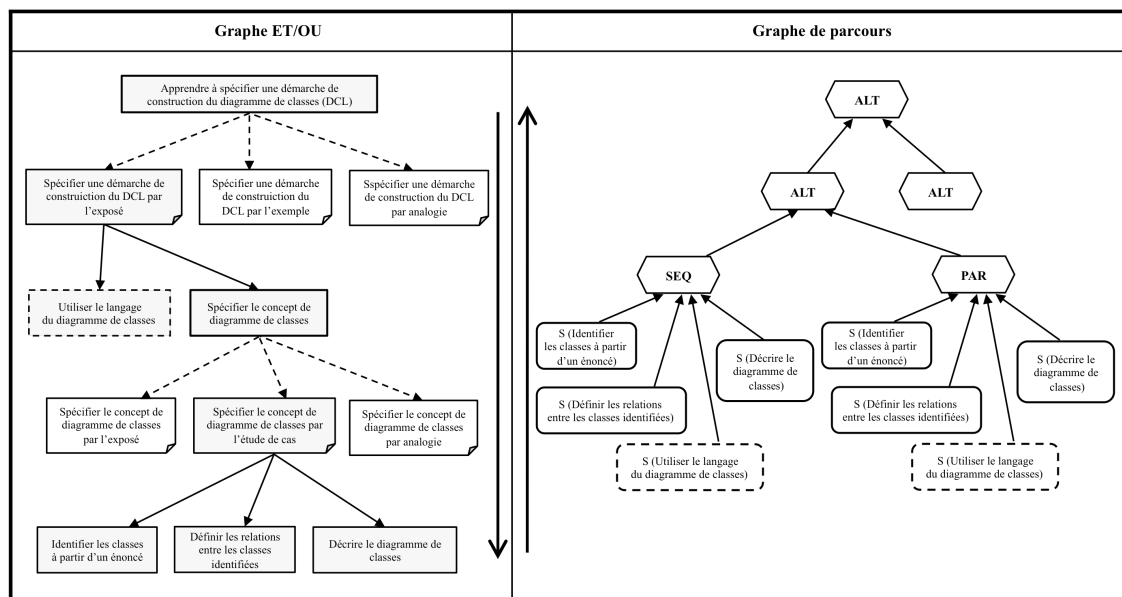 Graphe ET/OU
Graphe de parcours
Apprendre à spécifier une démarche de
construction du diagramme de classes (DCL)
Spécifier une démarche de
construiction du DCL par
l'exposé
Spécifier une démarche
de construiction du
DCL par l'exemple
Sspécifier une démarche
de construction du DCL
par analogie
Utiliser le langage
du diagramme de classes
Spécifier le concept de
diagramme de classes
Spécifier le concept de
diagramme de classes
par l'exposé
Spécifier le concept de
diagramme de classes par
l'étude de cas
Spécifier le concept de
diagramme de classes
par analogie
Identifier les classes
à partir d'un énoncé
Définir les relations
entre les classes
identifiées
Décrire le diagramme de
classes
ALT
ALT
ALT
SEQ
PAR
S (Identifier
les classes à partir
d'un énoncé)
S (Décrire le
diagramme de
classes)
S (Définir les relations
entre les classes identifiées)
S (Utiliser le langage
du diagramme de classes)
S (Identifier
les classes à partir
d'un énoncé)
S (Décrire le
diagramme de
classes)
S (Définir les relations
entre les classes identifiées)
S (Utiliser le langage
du diagramme de classes)